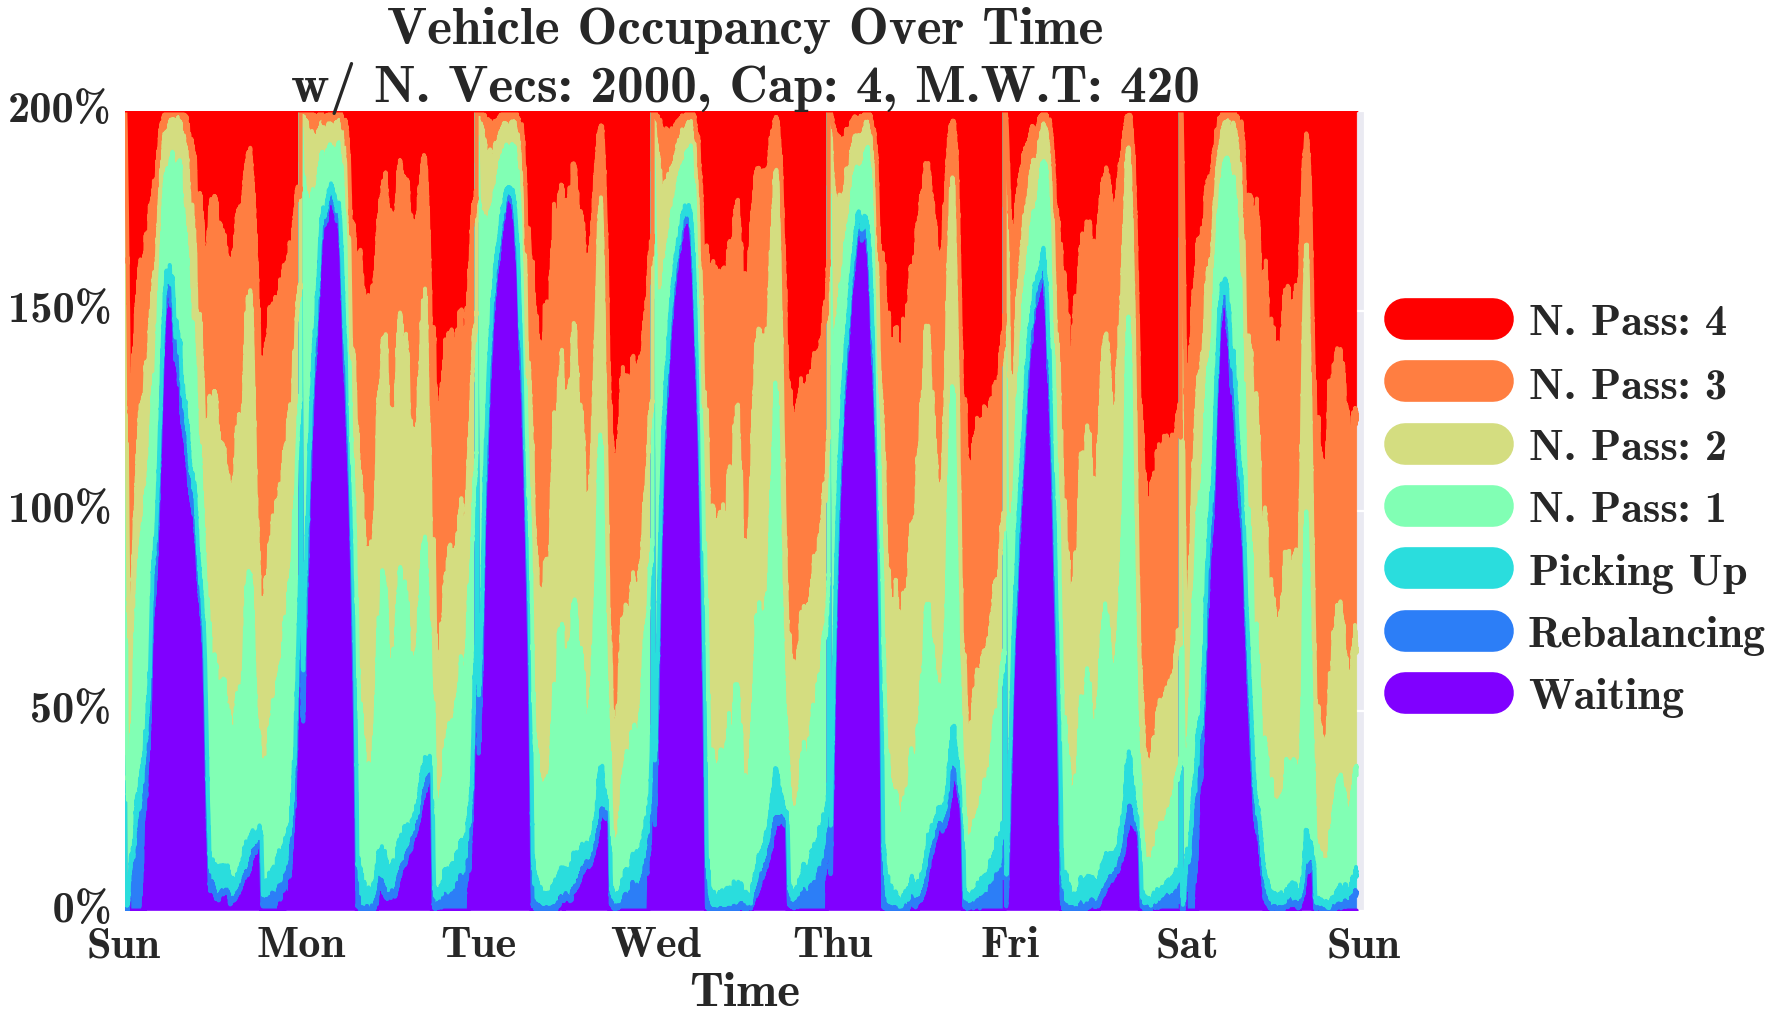 Vehicle Occupancy Over Time
w/ N. Vecs: 2000, Cap: 4, M.W.T: 420
200%
150%
100%
50%
0%
Sun Mon Tue Wed Thu Fri Sat Sun
Time
N. Pass: 4
N. Pass: 3
N. Pass: 2
N. Pass: 1
Picking Up
Rebalancing
Waiting